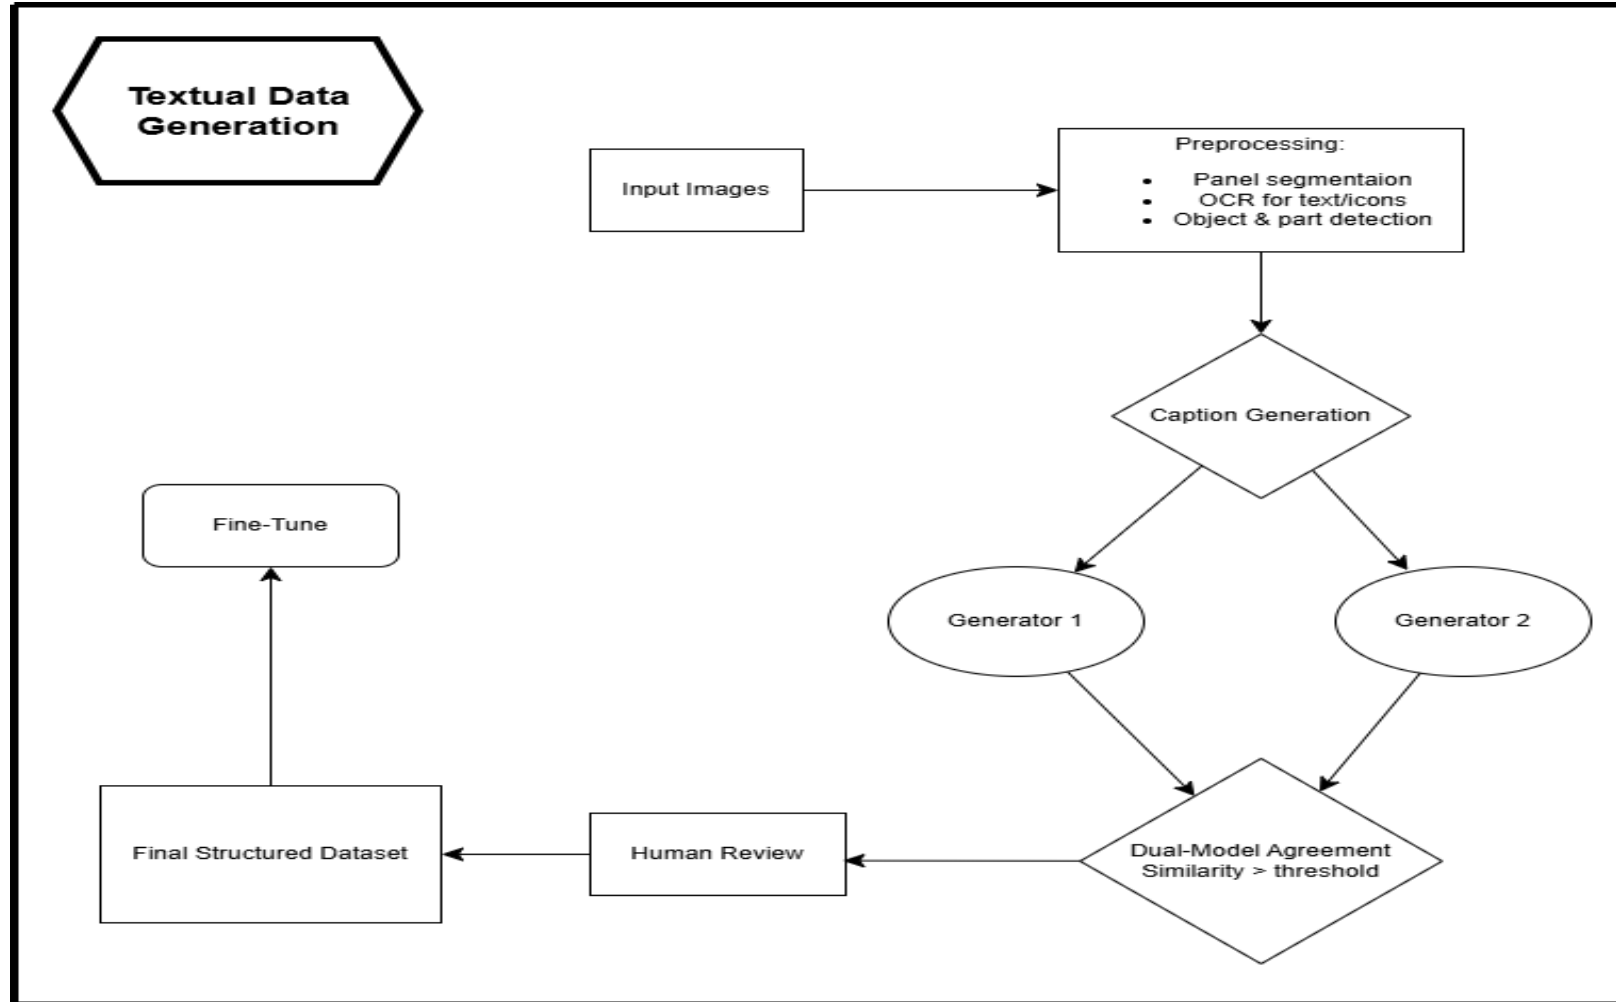 Textual Data
Generation
Input Images
Preprocessing:
• Panel segmentaion
• OCR for text/icons
• Object & part detection
Caption Generation
Generator 1
Generator 2
Dual-Model Agreement
Similarity > threshold
Human Review
Final Structured Dataset
Fine-Tune